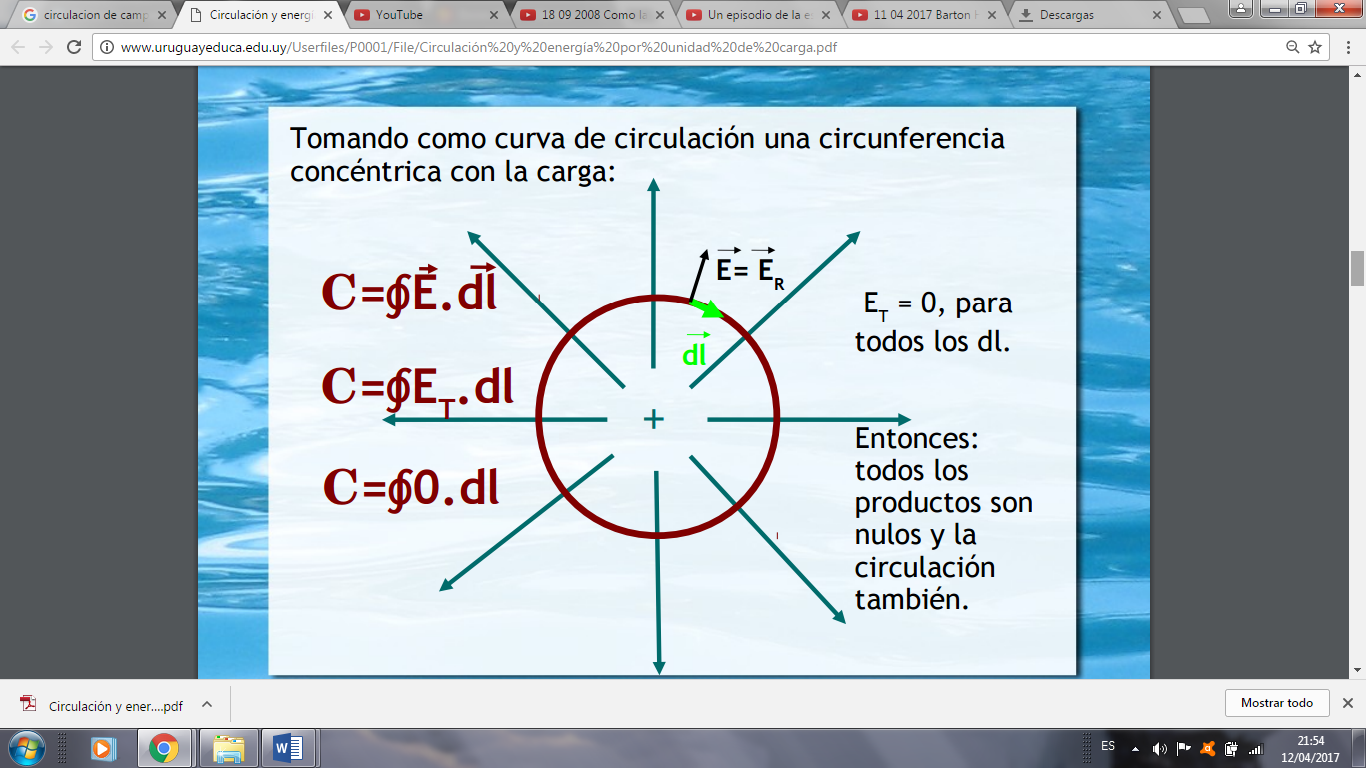 circulacion de camp
Circulación y energí
YouTube
18 09 2008 Como la
Un episodio de la e
11 04 2017 Barton H
Descargas
www.uruguayeduca.edu.uy/Userfiles/P0001/File/Circulación%20y%20energía%20por%20unidad%20de%20carga.pdf
Tomando como curva de circulación una circunferencia
concéntrica con la carga:
C=∮E.dl
E= E_R
E_T = 0, para
todos los dl.
dl
C=∮E_T.dl
+
C=∮0.dl
Entonces:
todos los
productos son
nulos y la
circulación
también.
Circulación y ener....pdf
Mostrar todo
ES
21:54
12/04/2017